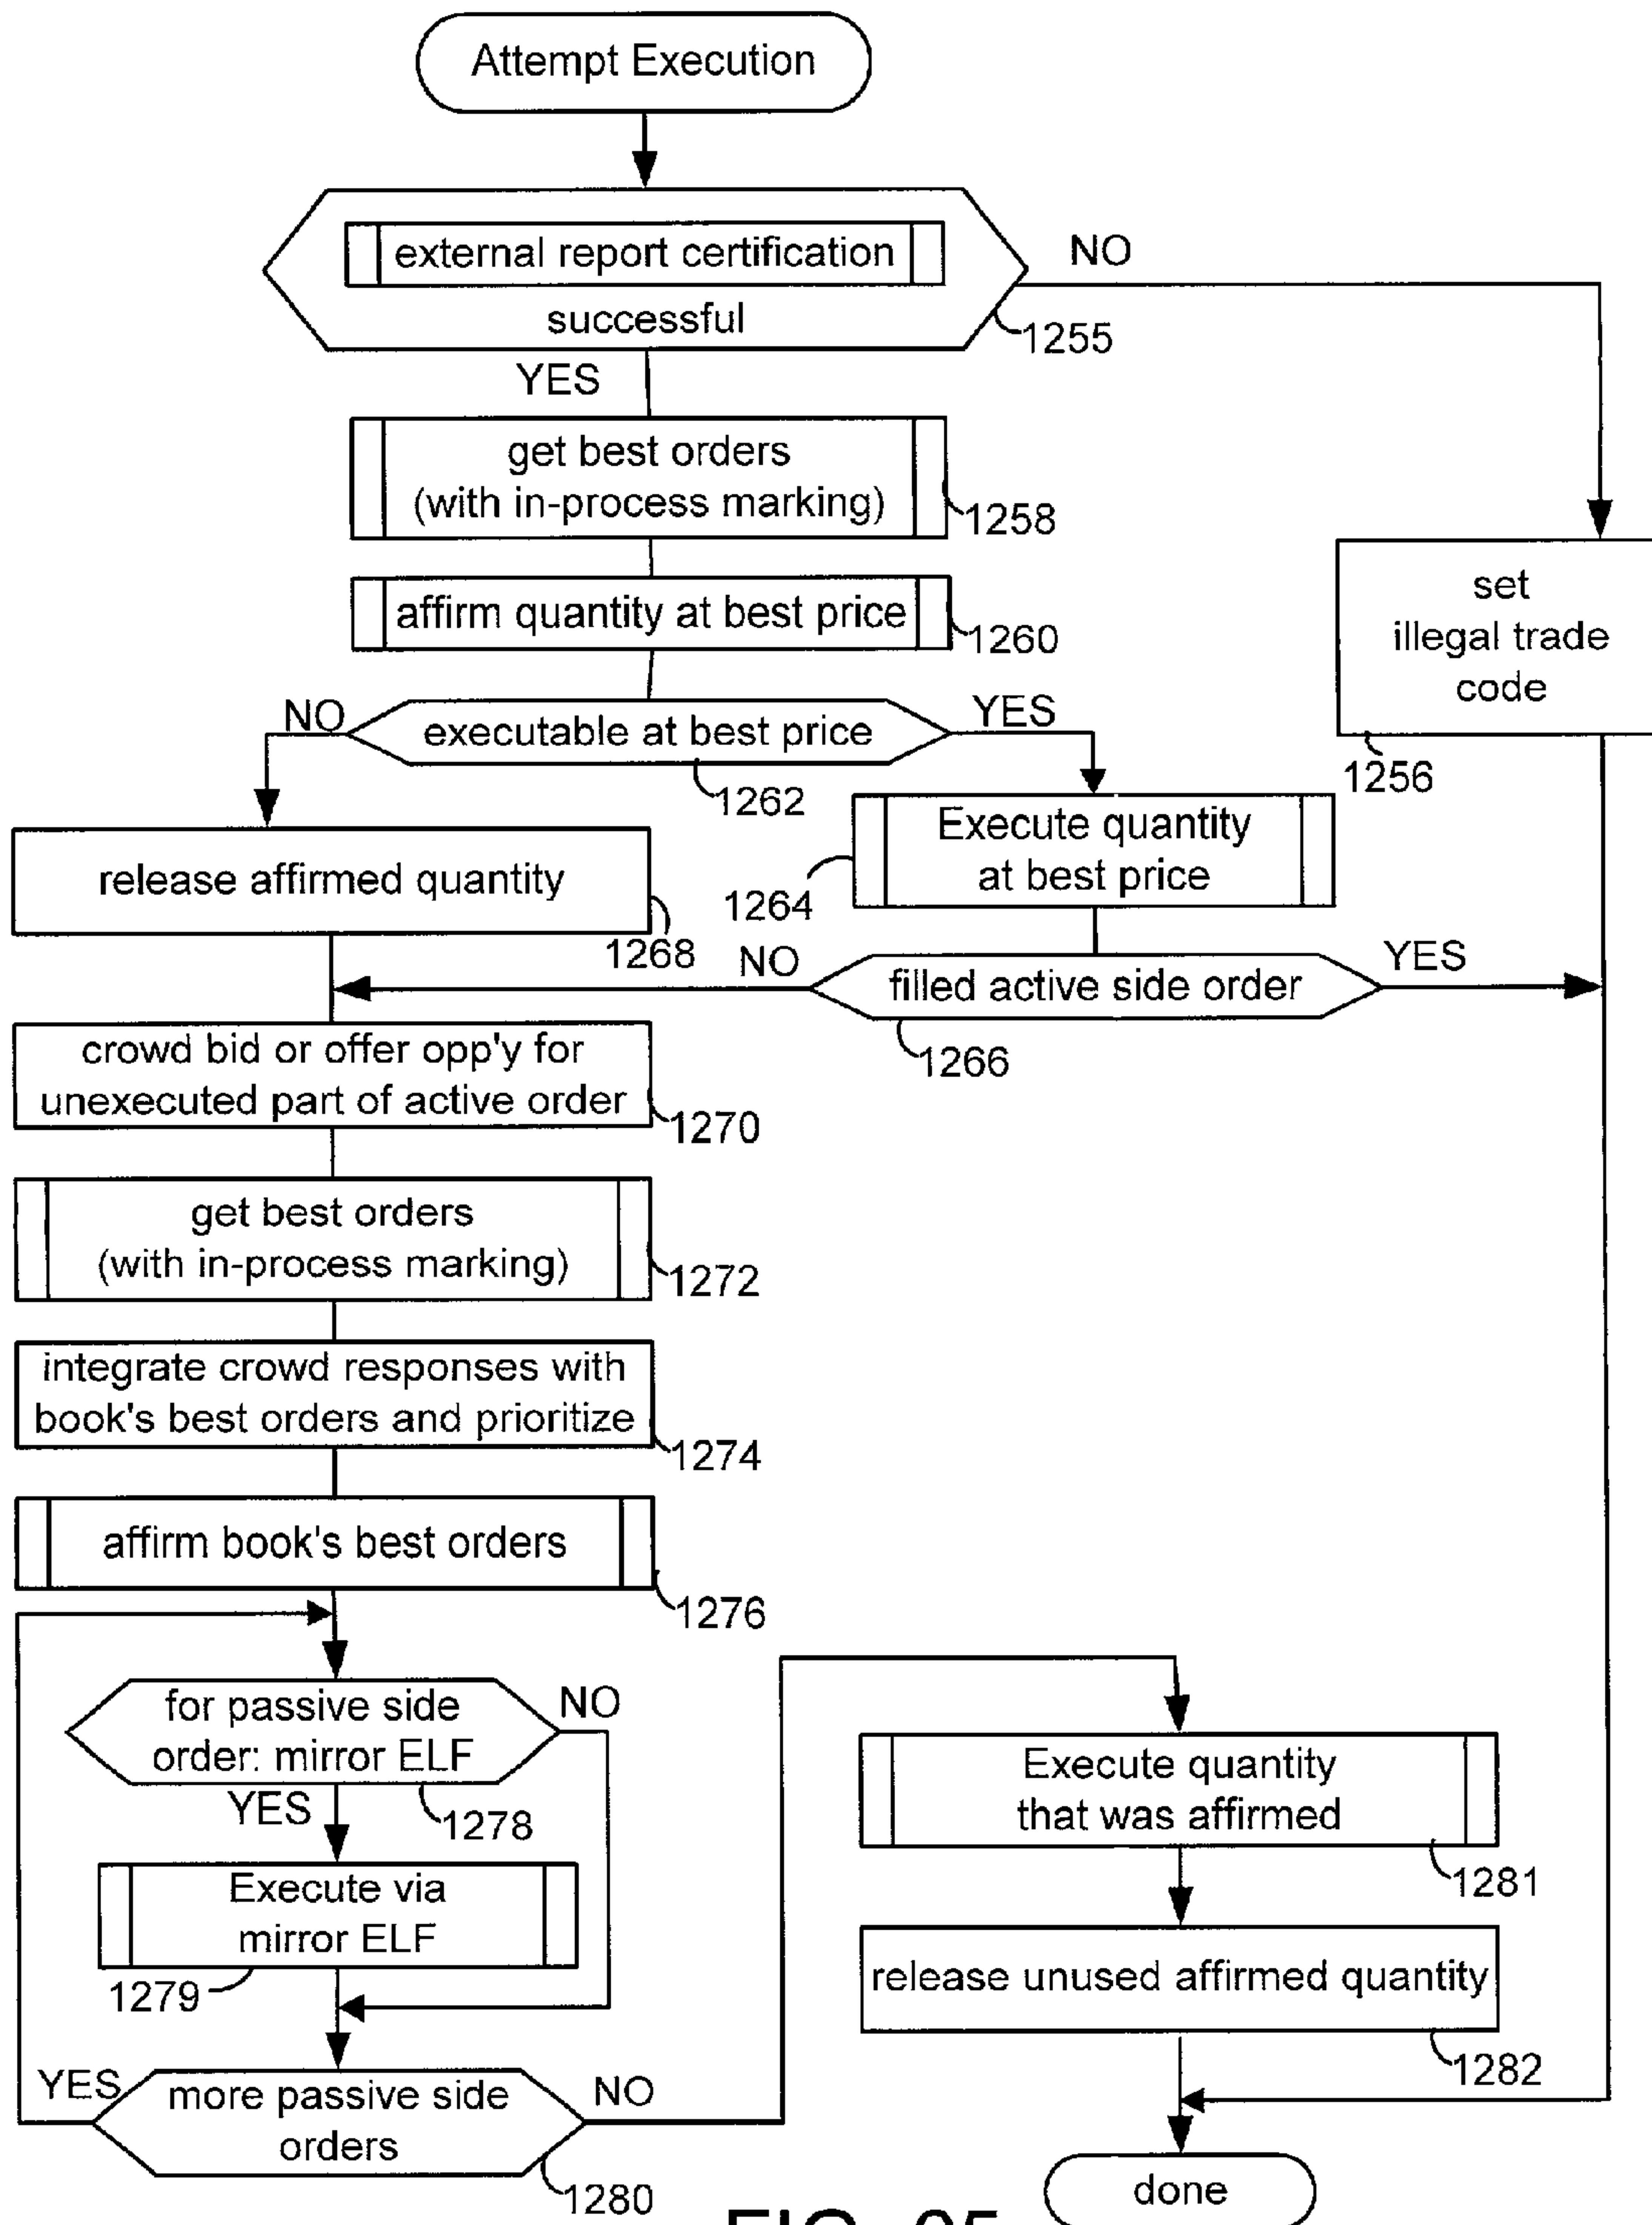 Attempt Execution
external report certification
successful
NO
1255
YES
get best orders
(with in-process marking)
1258
affirm quantity at best price
1260
set
illegal trade
code
1256
NO
executable at best price
YES
1262
Execute quantity
at best price
1264
release affirmed quantity
1268
NO
filled active side order
YES
1266
crowd bid or offer opp'y for
unexecuted part of active order
1270
get best orders
(with in-process marking)
1272
integrate crowd responses with
book's best orders and prioritize
1274
affirm book's best orders
1276
for passive side
order: mirror ELF
NO
YES
1278
Execute via
mirror ELF
1279
YES
more passive side
orders
NO
1280
Execute quantity
that was affirmed
1281
release unused affirmed quantity
1282
done